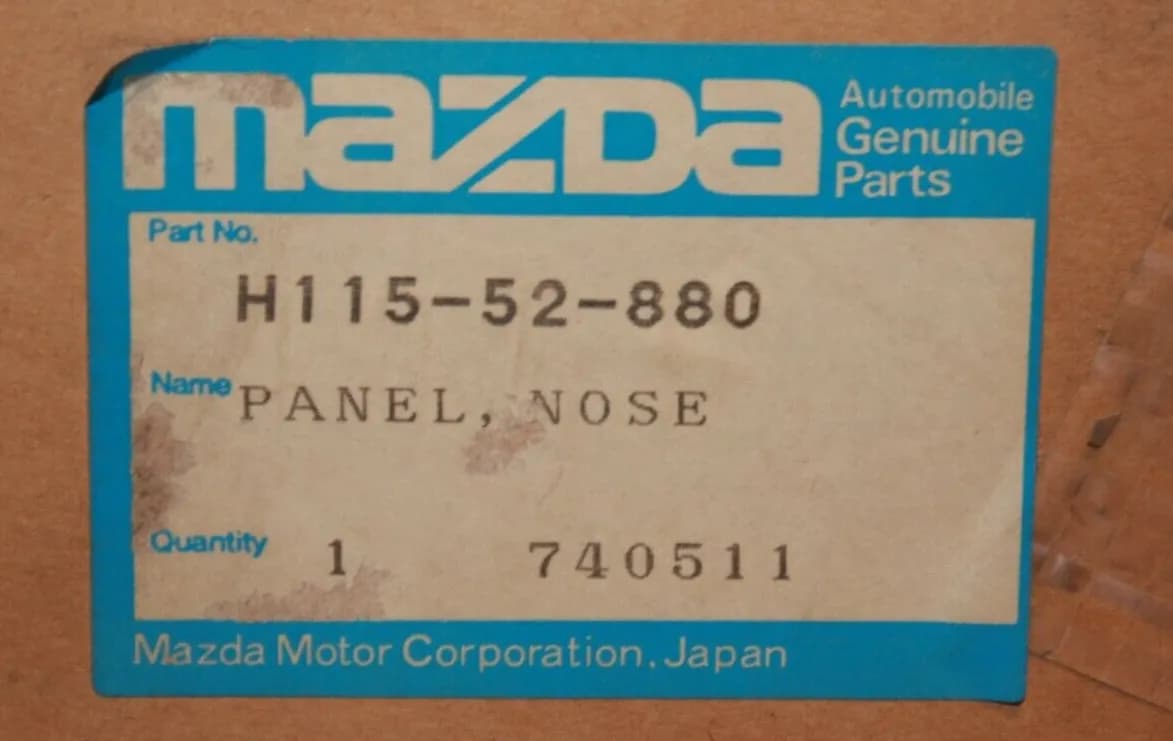 mazda
Automobile
Genuine
Parts
Part No.
H115-52-880
Name PANEL, NOSE
Quantity 1 740511
Mazda Motor Corporation, Japan